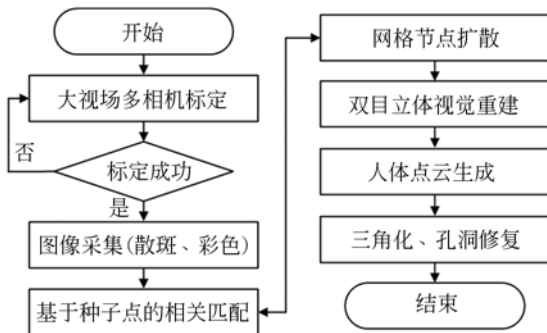 开始
大视场多相机标定
否
标定成功
是
图像采集(散斑、彩色)
基于种子点的相关匹配
网格节点扩散
双目立体视觉重建
人体点云生成
三角化、孔洞修复
结束